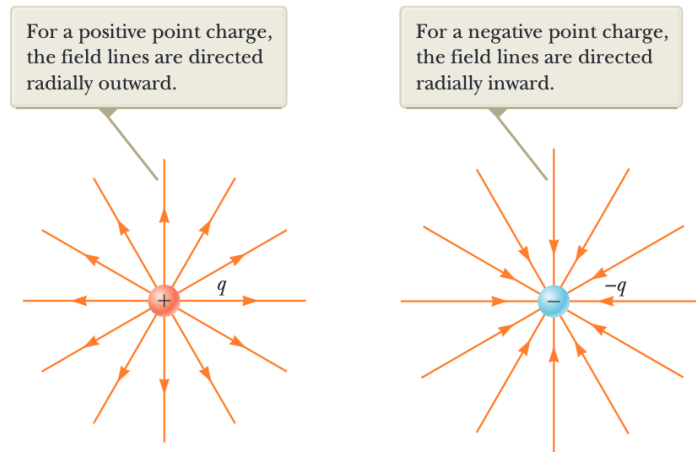 For a positive point charge,
the field lines are directed
radially outward.
For a negative point charge,
the field lines are directed
radially inward.
q
+
−q
−